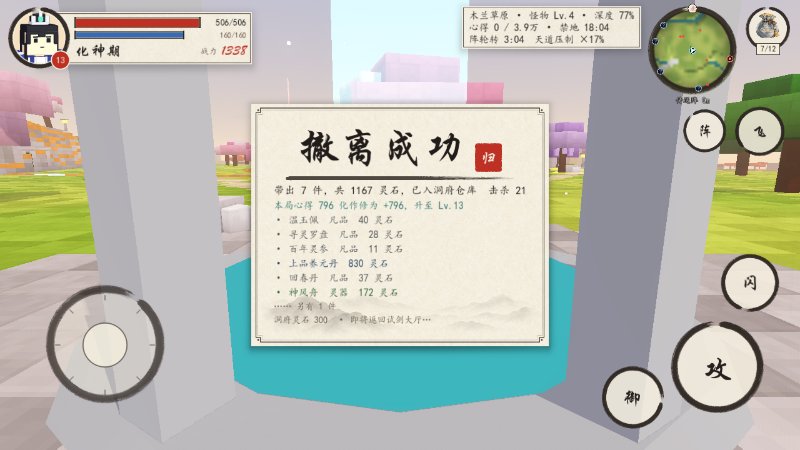 506/506
160/160
化神期
战力 1338
13
木兰草原 · 怪物 Lv.4 · 深度 77%
心得 0 / 3.9万 · 禁地 18:04
阵轮转 3:04 天道压制 ×17%
7/12
传送阵 0m
阵
飞
撤离成功 归
带出 7 件，共 1167 灵石，已入洞府仓库 击杀 21
本局心得 796 化作修为 +796，升至 Lv.13
· 温玉佩 凡品 40 灵石
· 寻灵罗盘 凡品 28 灵石
· 百年灵参 凡品 11 灵石
· 上品养元丹 830 灵石
· 回春丹 凡品 37 灵石
· 神风舟 灵器 172 灵石
…… 另有 1 件
洞府灵石 300 · 即将返回试剑大厅…
闪
攻
御